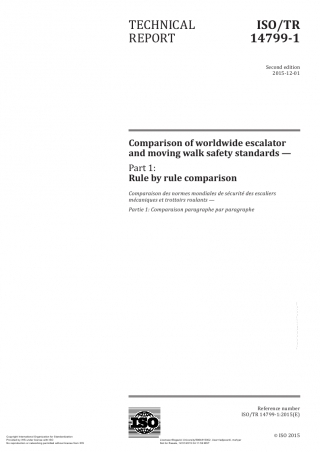 TECHNICAL
REPORT
ISO/TR
14799-1
Second edition
2015-12-01
Comparison of worldwide escalator
and moving walk safety standards —
Part 1:
Rule by rule comparison
Comparaison des normes mondiales de sécurité des escaliers
mécaniques et trottoirs roulants —
Partie 1: Comparaison paragraphe par paragraphe
Reference number
ISO/TR 14799-1:2015(E)
ISO
© ISO 2015